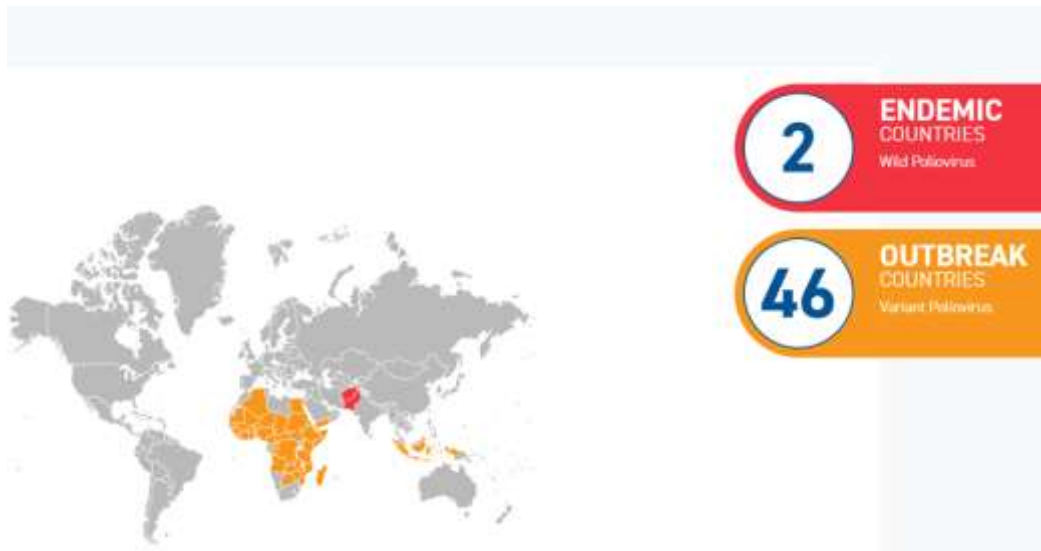 2
ENDEMIC
COUNTRIES
Wild Poliovirus
46
OUTBREAK
COUNTRIES
Variant Poliovirus